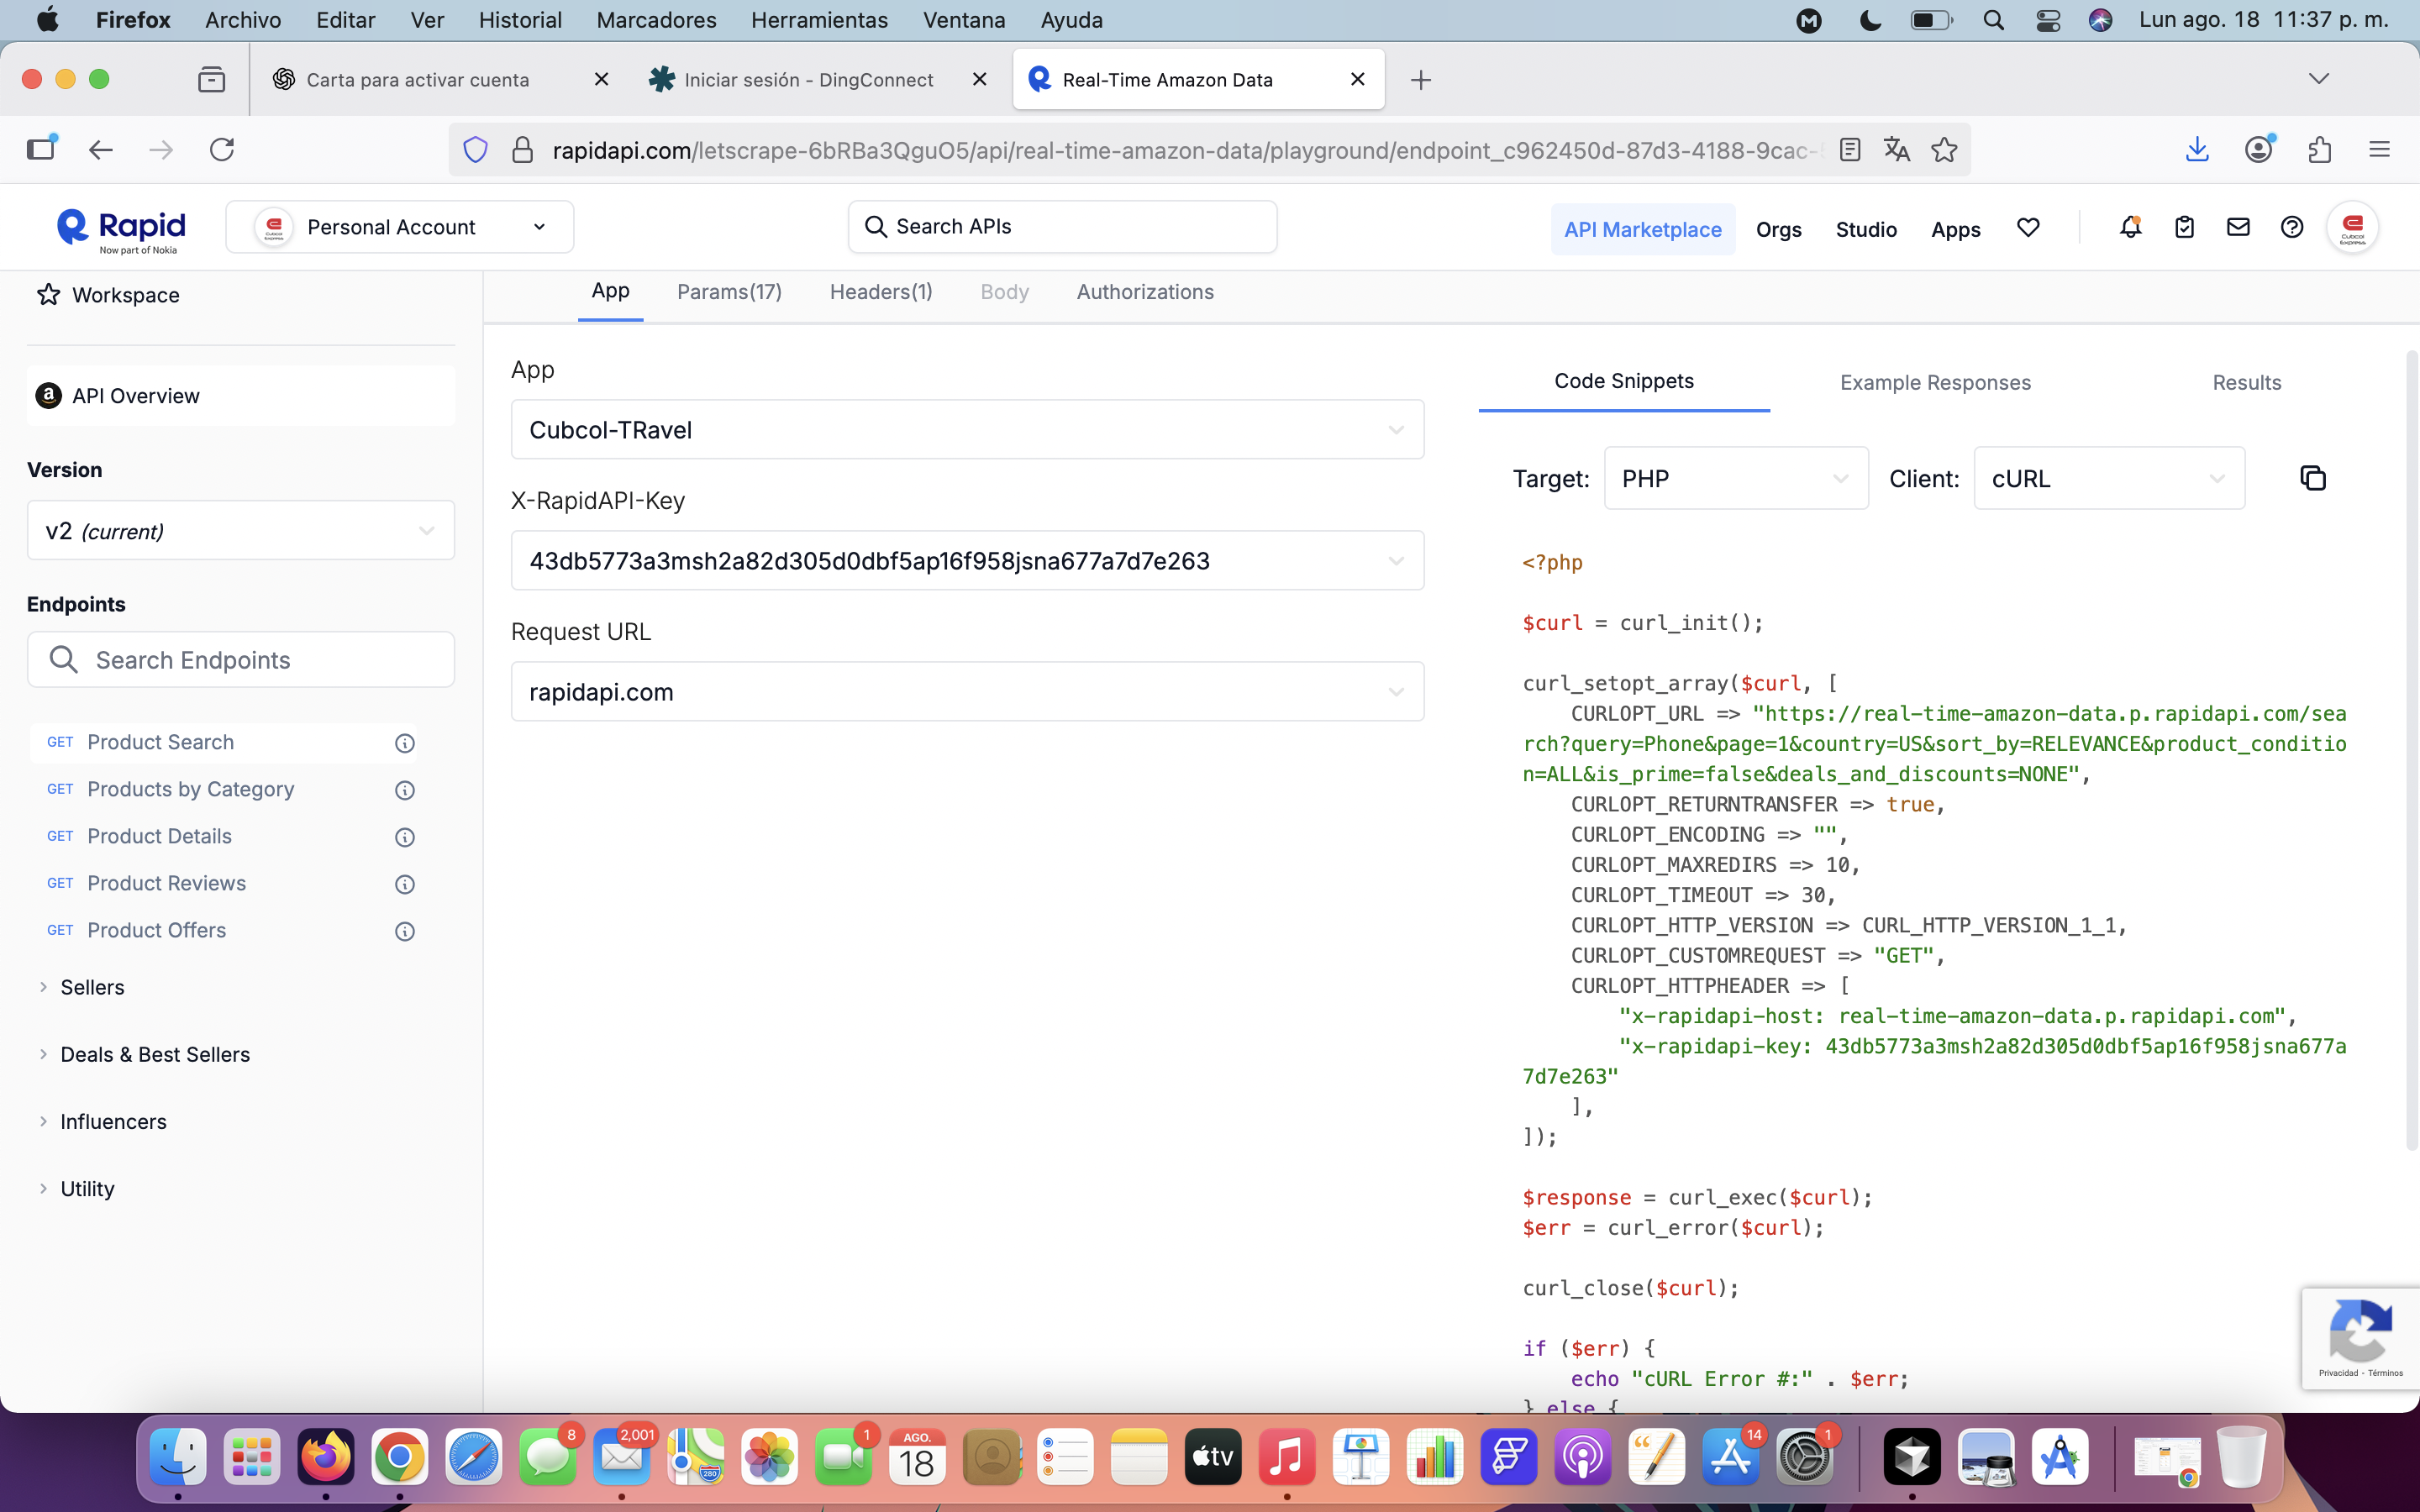 Firefox Archivo Editar Ver Historial Marcadores Herramientas Ventana Ayuda Lun ago. 18 11:37 p. m.
Carta para activar cuenta
Iniciar sesión - DingConnect
Real-Time Amazon Data
rapidapi.com/letscrape-6bRBa3QguO5/api/real-time-amazon-data/playground/endpoint_c962450d-87d3-4188-9cac-
Rapid
Now part of Nokia
Personal Account
Search APIs
API Marketplace Orgs Studio Apps
Cubcol Express
Workspace
API Overview
Version
v2 (current)
Endpoints
Search Endpoints
GET Product Search
GET Products by Category
GET Product Details
GET Product Reviews
GET Product Offers
Sellers
Deals & Best Sellers
Influencers
Utility
App Params(17) Headers(1) Body Authorizations
App
Cubcol-TRavel
X-RapidAPI-Key
43db5773a3msh2a82d305d0dbf5ap16f958jsna677a7d7e263
Request URL
rapidapi.com
Code Snippets Example Responses Results
Target: PHP Client: cURL
<?php
$curl = curl_init();
curl_setopt_array($curl, [
CURLOPT_URL => "https://real-time-amazon-data.p.rapidapi.com/sea
rch?query=Phone&page=1&country=US&sort_by=RELEVANCE&product_conditio
n=ALL&is_prime=false&deals_and_discounts=NONE",
CURLOPT_RETURNTRANSFER => true,
CURLOPT_ENCODING => "",
CURLOPT_MAXREDIRS => 10,
CURLOPT_TIMEOUT => 30,
CURLOPT_HTTP_VERSION => CURL_HTTP_VERSION_1_1,
CURLOPT_CUSTOMREQUEST => "GET",
CURLOPT_HTTPHEADER => [
"x-rapidapi-host: real-time-amazon-data.p.rapidapi.com",
"x-rapidapi-key: 43db5773a3msh2a82d305d0dbf5ap16f958jsna677a
7d7e263"
],
]);
$response = curl_exec($curl);
$err = curl_error($curl);
curl_close($curl);
if ($err) {
echo "cURL Error #:" . $err;
} else {
Privacidad - Términos
8
2,001
280
1
AGO.
18
tv
14
1